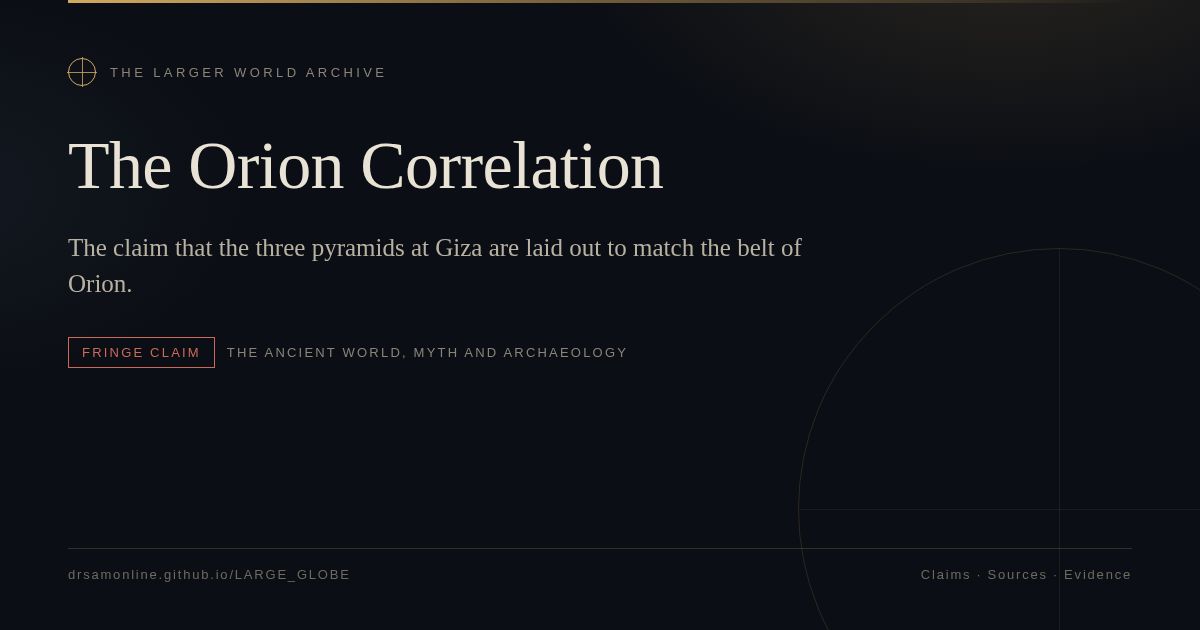 THE LARGER WORLD ARCHIVE
The Orion Correlation
The claim that the three pyramids at Giza are laid out to match the belt of
Orion.
FRINGE CLAIM
THE ANCIENT WORLD, MYTH AND ARCHAEOLOGY
drsamonline.github.io/LARGE_GLOBE
Claims · Sources · Evidence